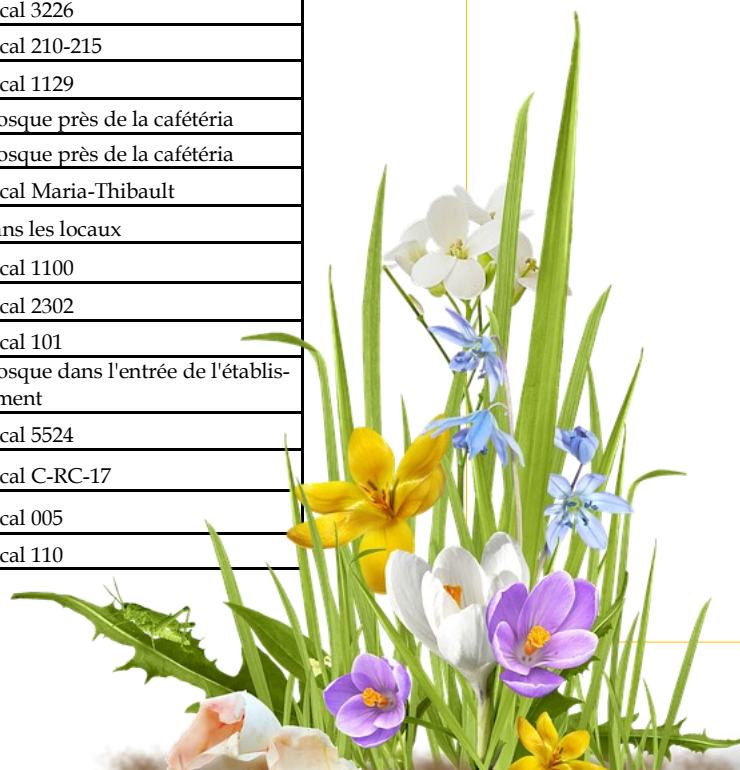 cal 3226
cal 210-215
cal 1129
osque près de la cafétéria
osque près de la cafétéria
cal Maria-Thibault
ns les locaux
cal 1100
cal 2302
cal 101
osque dans l'entrée de l'établis-
ment
cal 5524
cal C-RC-17
cal 005
cal 110